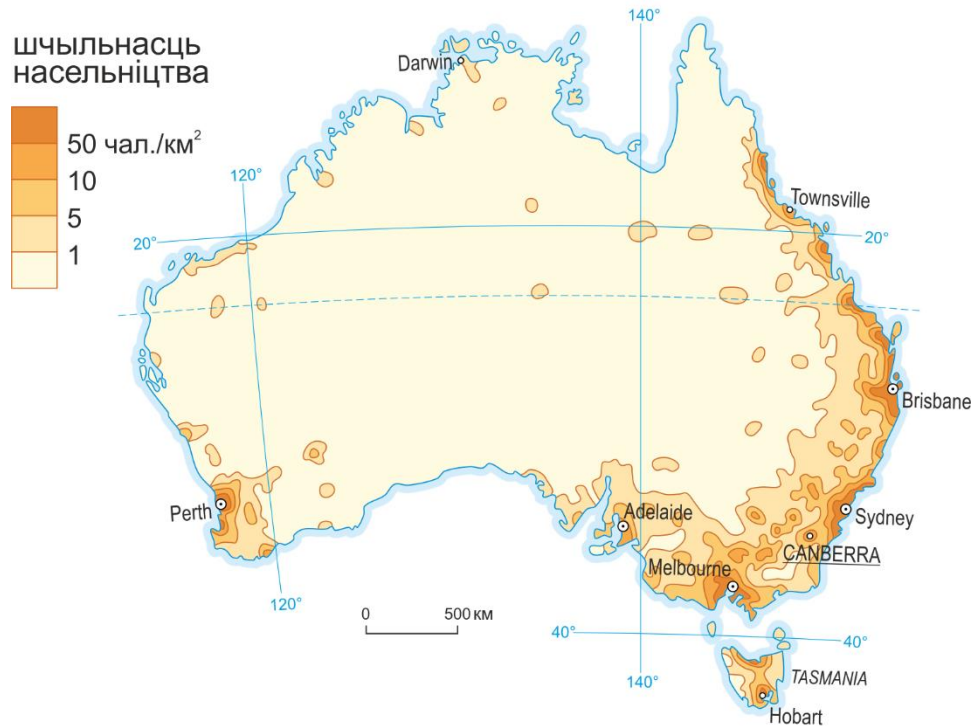 шчыльнасць
насельніцтва
50 чал./км²
10
5
1
140°
Darwin
120°
Townsville
20°
20°
Brisbane
Perth
Adelaide
Sydney
CANBERRA
Melbourne
120°
0 500 км
40°
40°
140°
TASMANIA
Hobart